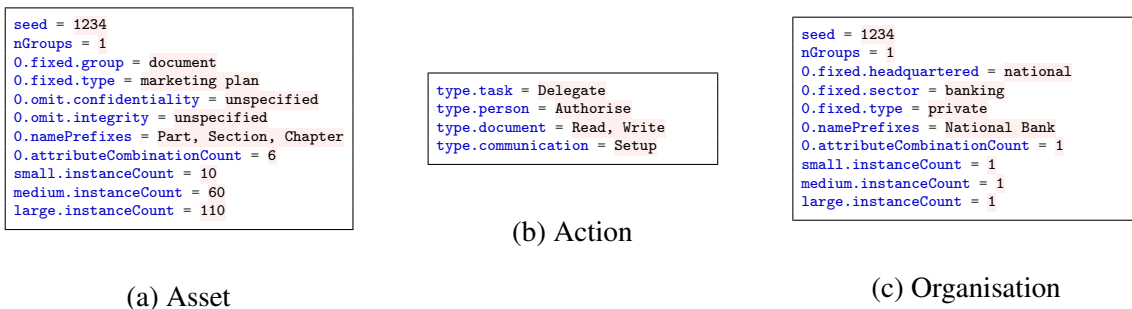 seed = 1234
nGroups = 1
0.fixed.group = document
0.fixed.type = marketing plan
0.omit.confidentiality = unspecified
0.omit.integrity = unspecified
0.namePrefixes = Part, Section, Chapter
0.attributeCombinationCount = 6
small.instanceCount = 10
medium.instanceCount = 60
large.instanceCount = 110
(a) Asset
type.task = Delegate
type.person = Authorise
type.document = Read, Write
type.communication = Setup
(b) Action
seed = 1234
nGroups = 1
0.fixed.headquartered = national
0.fixed.sector = banking
0.fixed.type = private
0.namePrefixes = National Bank
0.attributeCombinationCount = 1
small.instanceCount = 1
medium.instanceCount = 1
large.instanceCount = 1
(c) Organisation